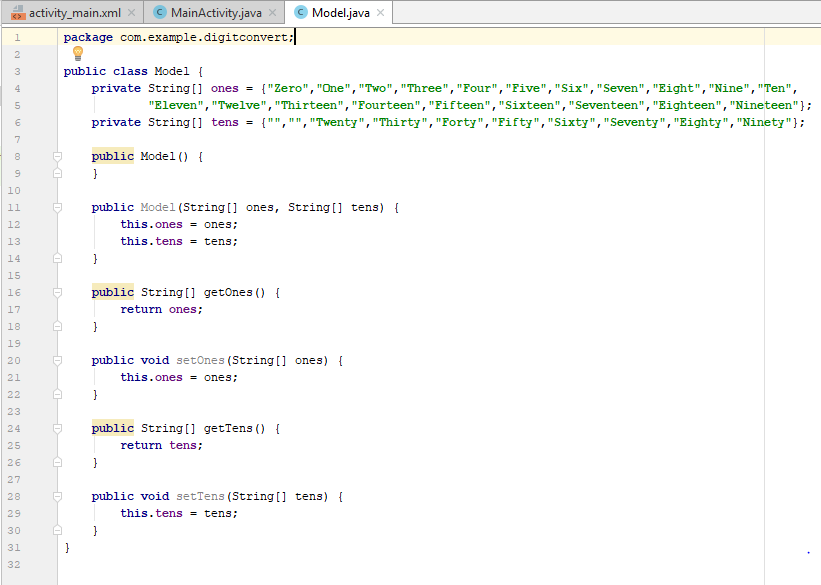 activity_main.xml MainActivity.java Model.java
1 package com.example.digitconvert;
2
3 public class Model {
4 private String[] ones = {"Zero","One","Two","Three","Four","Five","Six","Seven","Eight","Nine","Ten",
5 "Eleven","Twelve","Thirteen","Fourteen","Fifteen","Sixteen","Seventeen","Eighteen","Nineteen"};
6 private String[] tens = {"","","Twenty","Thirty","Forty","Fifty","Sixty","Seventy","Eighty","Ninety"};
7
8 public Model() {
9 }
10
11 public Model(String[] ones, String[] tens) {
12 this.ones = ones;
13 this.tens = tens;
14 }
15
16 public String[] getOnes() {
17 return ones;
18 }
19
20 public void setOnes(String[] ones) {
21 this.ones = ones;
22 }
23
24 public String[] getTens() {
25 return tens;
26 }
27
28 public void setTens(String[] tens) {
29 this.tens = tens;
30 }
31 }
32